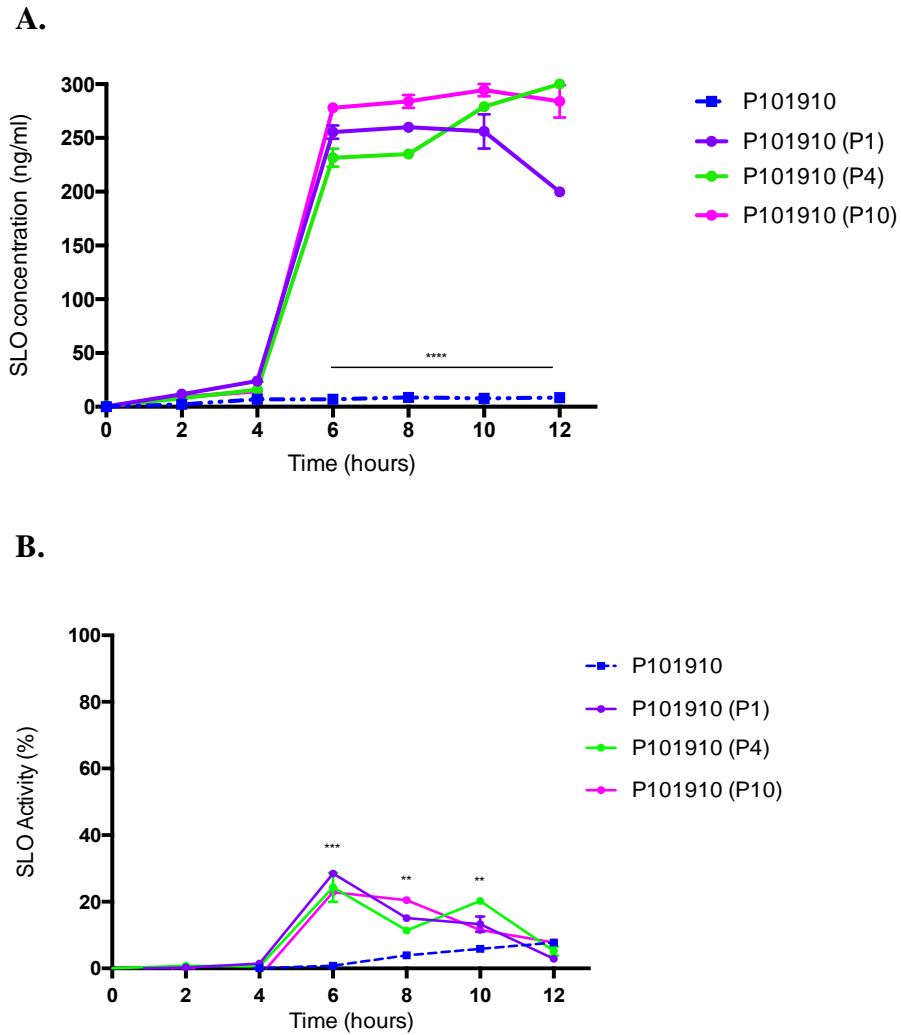 A.
SLO concentration (ng/ml)
300
250
200
150
100
50
0
****
0 2 4 6 8 10 12
Time (hours)
P101910
P101910 (P1)
P101910 (P4)
P101910 (P10)
B.
SLO Activity (%)
100
80
60
40
20
0
*** ** **
0 2 4 6 8 10 12
Time (hours)
P101910
P101910 (P1)
P101910 (P4)
P101910 (P10)